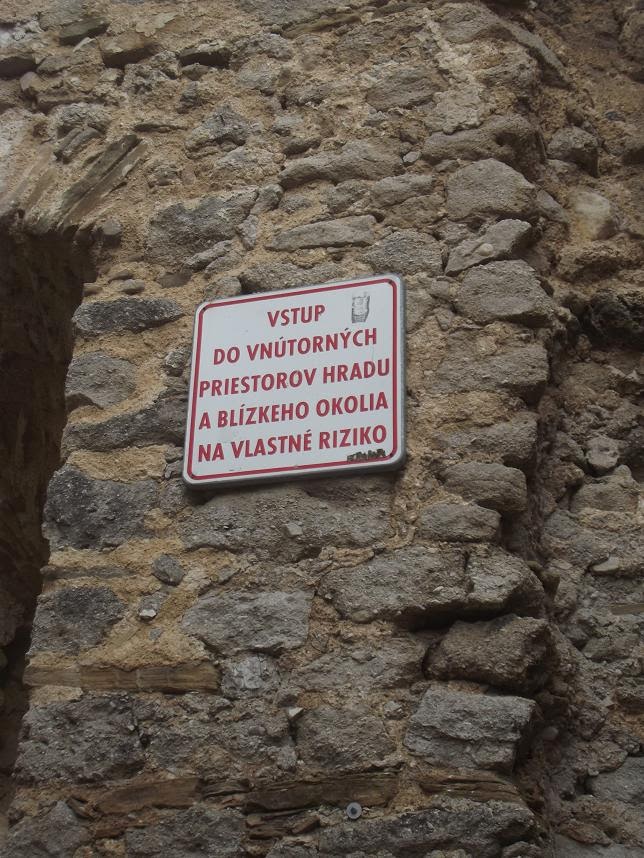 VSTUP
DO VNÚTORNÝCH
PRIESTOROV HRADU
A BLÍZKEHO OKOLIA
NA VLASTNÉ RIZIKO